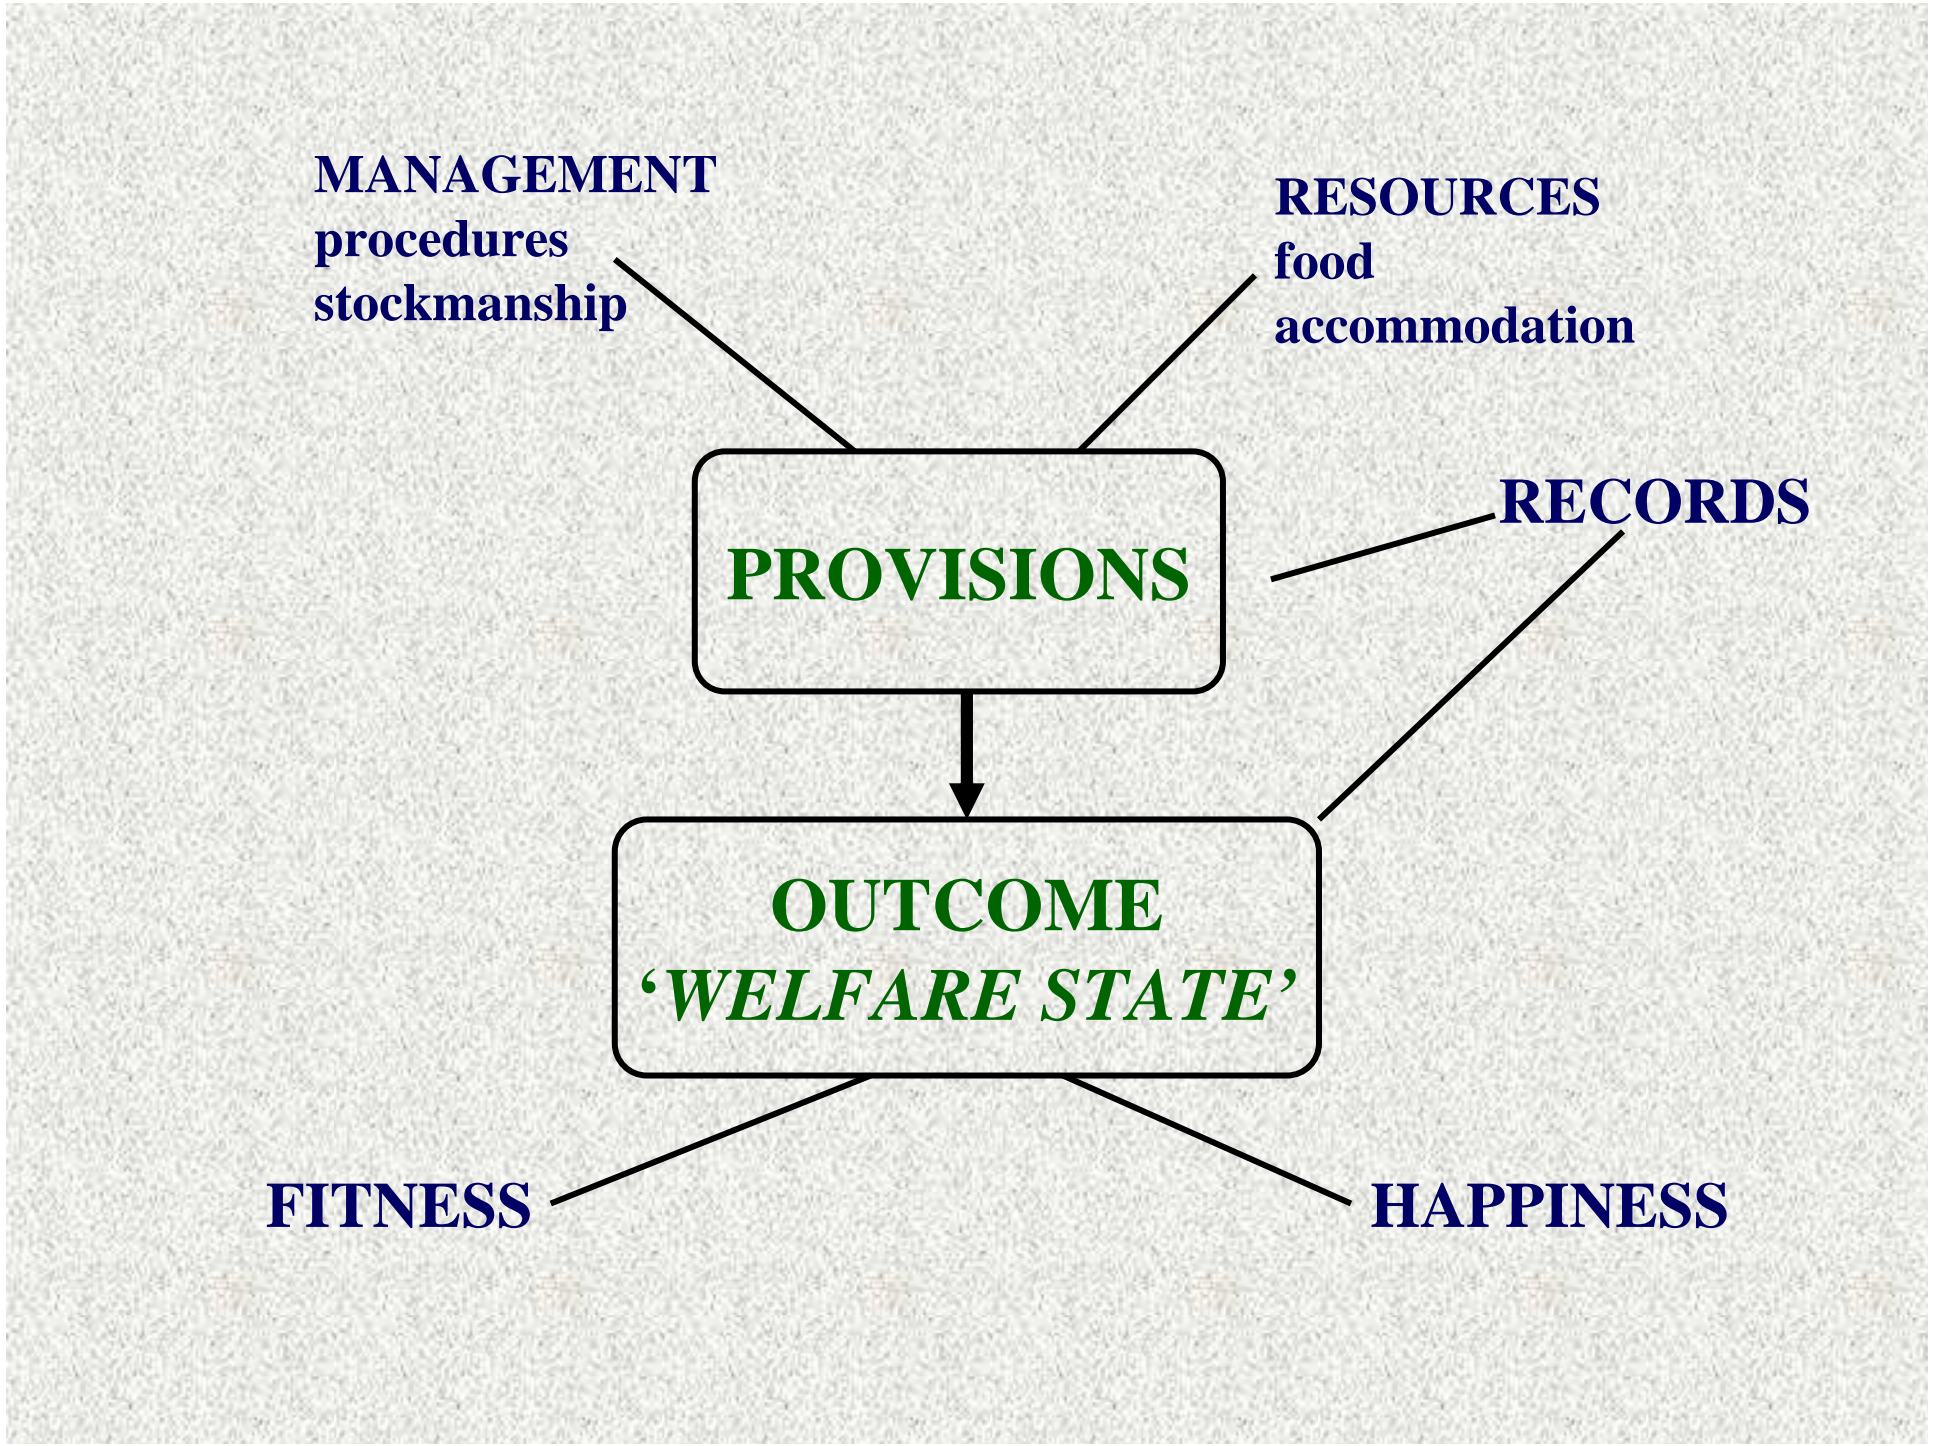 MANAGEMENT
procedures
stockmanship
RESOURCES
food
accommodation
RECORDS
PROVISIONS
OUTCOME
‘WELFARE STATE’
FITNESS
HAPPINESS